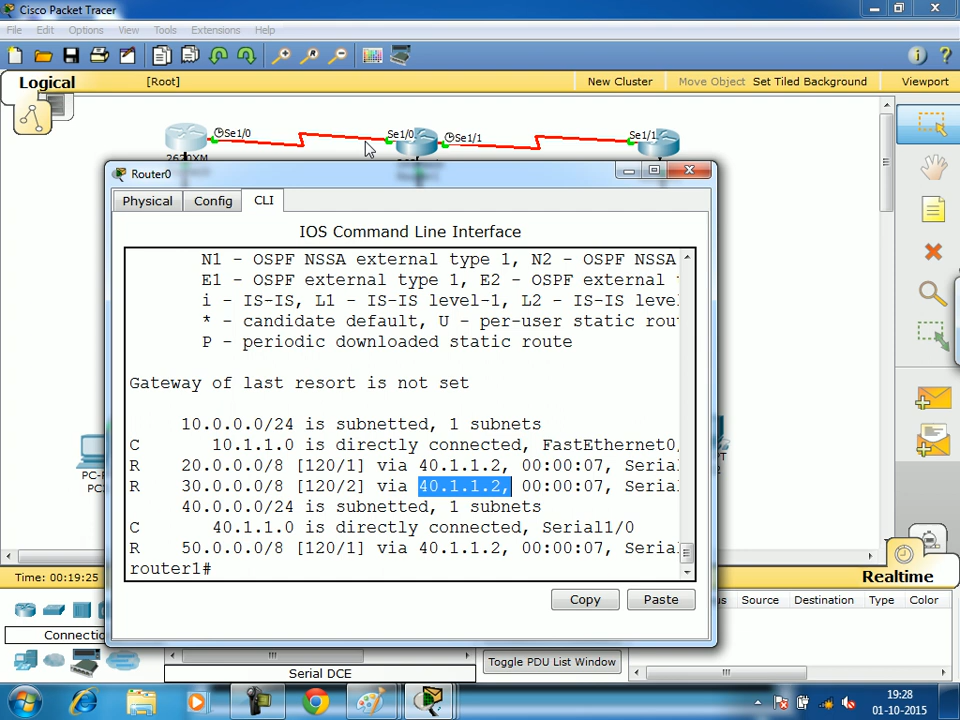 Cisco Packet Tracer
File Edit Options View Tools Extensions Help
Logical [Root] New Cluster Move Object Set Tiled Background Viewport
Se1/0 Se1/0 Se1/1 Se1/1
2620XM
Router0
Physical Config CLI
IOS Command Line Interface
N1 - OSPF NSSA external type 1, N2 - OSPF NSSA
E1 - OSPF external type 1, E2 - OSPF external
i - IS-IS, L1 - IS-IS level-1, L2 - IS-IS leve
* - candidate default, U - per-user static rou
P - periodic downloaded static route
Gateway of last resort is not set
10.0.0.0/24 is subnetted, 1 subnets
C 10.1.1.0 is directly connected, FastEthernet0/
R 20.0.0.0/8 [120/1] via 40.1.1.2, 00:00:07, Serial
R 30.0.0.0/8 [120/2] via 40.1.1.2, 00:00:07, Serial
40.0.0.0/24 is subnetted, 1 subnets
C 40.1.1.0 is directly connected, Serial1/0
R 50.0.0.0/8 [120/1] via 40.1.1.2, 00:00:07, Serial
router1#
Copy Paste
Time: 00:19:25 Realtime
Source Destination Type Color
Connectio
Toggle PDU List Window
Serial DCE
19:28
01-10-2015